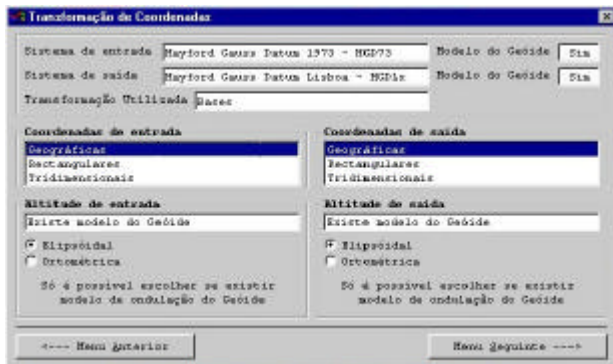 Transformação de Coordenadas
Sistema de entrada Hayford Gauss Datum 1973 - HGD73 Modelo do Geóide Sim
Sistema de saída Hayford Gauss Datum Lisboa - HGDLx Modelo do Geóide Sim
Transformação Utilizada Bases
Coordenadas de entrada
Geográficas
Rectangulares
Tridimensionais
Coordenadas de saída
Geográficas
Rectangulares
Tridimensionais
Altitude de entrada
Existe modelo do Geóide
Elipsóidal
Ortométrica
Só é possível escolher se existir
modelo de ondulação do Geóide
Altitude de saída
Existe modelo do Geóide
Elipsóidal
Ortométrica
Só é possível escolher se existir
modelo de ondulação do Geóide
<--- Menu Anterior
Menu Seguinte --->